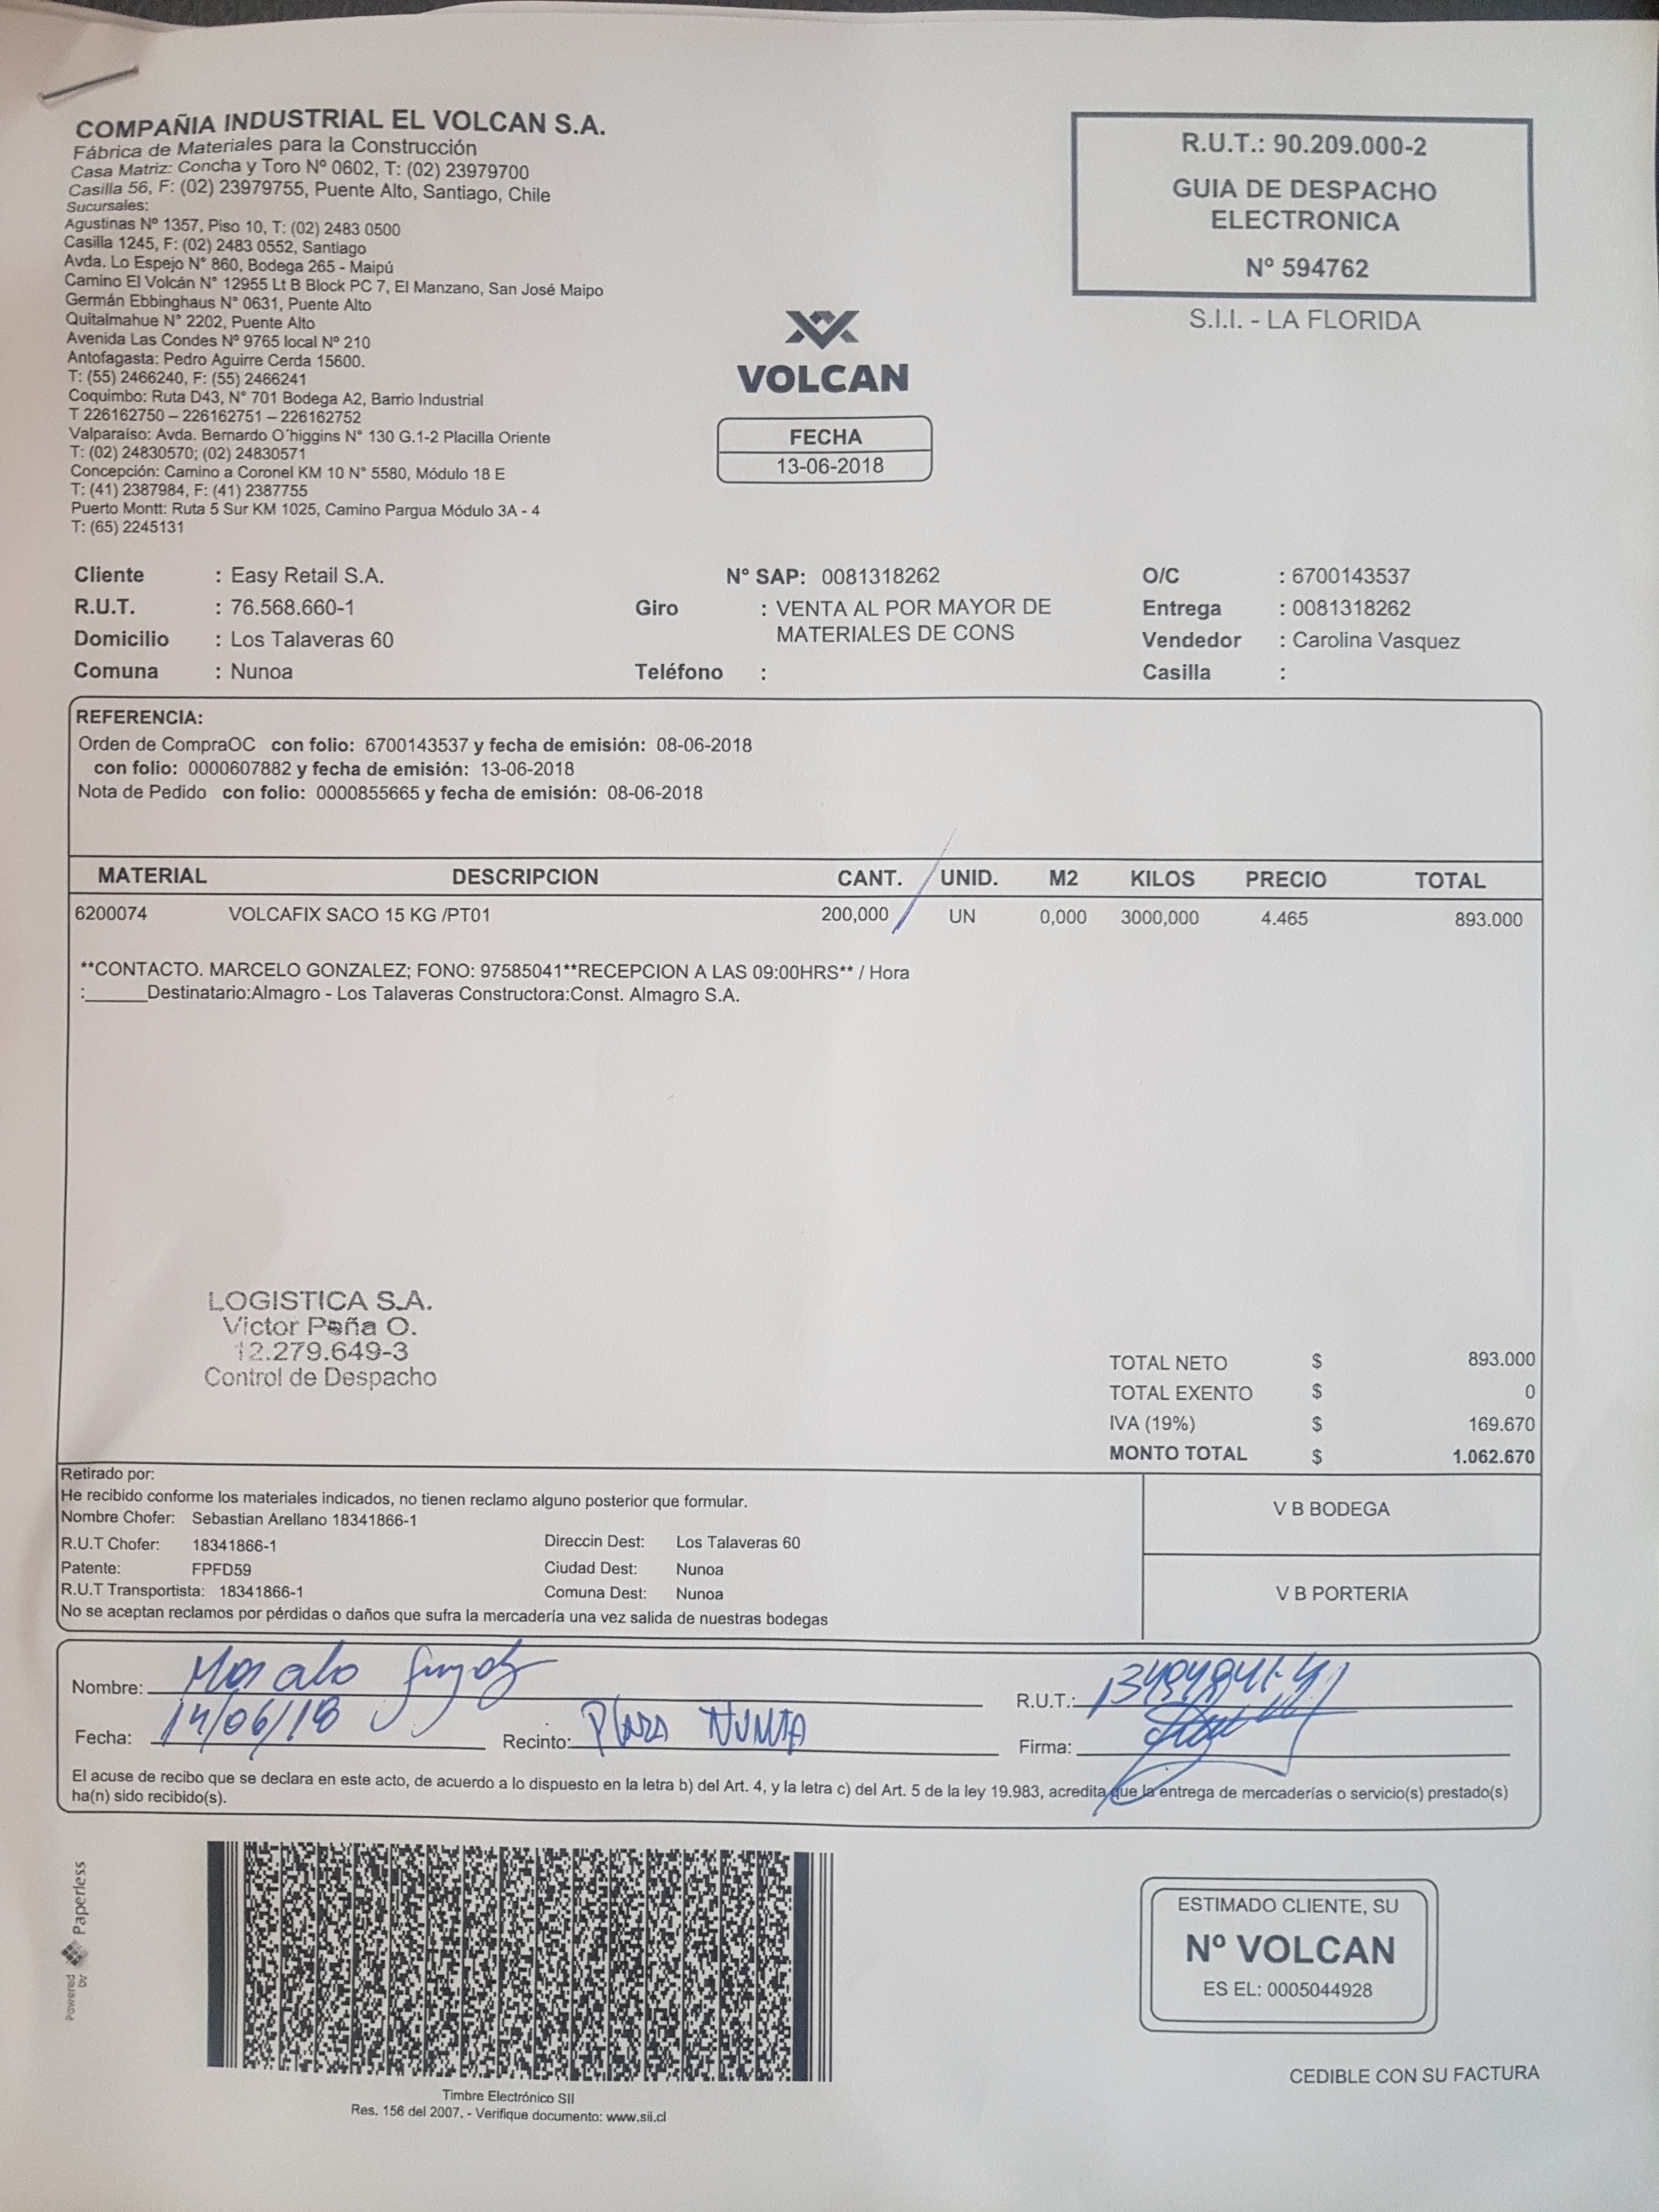 COMPAÑIA INDUSTRIAL EL VOLCAN S.A.
Fábrica de Materiales para la Construcción
Casa Matriz: Concha y Toro Nº 0602, T: (02) 23979700
Casilla 56, F: (02) 23979755, Puente Alto, Santiago, Chile
Sucursales:
Agustinas Nº 1357, Piso 10, T: (02) 2483 0500
Casilla 1245, F: (02) 2483 0552, Santiago
Avda. Lo Espejo N° 860, Bodega 265 - Maipú
Camino El Volcán N° 12955 Lt B Block PC 7, El Manzano, San José Maipo
Germán Ebbinghaus N° 0631, Puente Alto
Quitalmahue N° 2202, Puente Alto
Avenida Las Condes N° 9765 local N° 210
Antofagasta: Pedro Aguirre Cerda 15600.
T: (55) 2466240, F: (55) 2466241
Coquimbo: Ruta D43, N° 701 Bodega A2, Barrio Industrial
T 226162750 – 226162751 – 226162752
Valparaíso: Avda. Bernardo O´higgins N° 130 G.1-2 Placilla Oriente
T: (02) 24830570; (02) 24830571
Concepción: Camino a Coronel KM 10 N° 5580, Módulo 18 E
T: (41) 2387984, F: (41) 2387755
Puerto Montt: Ruta 5 Sur KM 1025, Camino Pargua Módulo 3A - 4
T: (65) 2245131
VOLCAN
FECHA
13-06-2018
R.U.T.: 90.209.000-2
GUIA DE DESPACHO
ELECTRONICA
Nº 594762
S.I.I. - LA FLORIDA
Cliente : Easy Retail S.A. N° SAP: 0081318262 O/C : 6700143537
R.U.T. : 76.568.660-1 Giro : VENTA AL POR MAYOR DE Entrega : 0081318262
Domicilio : Los Talaveras 60 MATERIALES DE CONS Vendedor : Carolina Vasquez
Comuna : Nunoa Teléfono : Casilla :
REFERENCIA:
Orden de CompraOC con folio: 6700143537 y fecha de emisión: 08-06-2018
con folio: 0000607882 y fecha de emisión: 13-06-2018
Nota de Pedido con folio: 0000855665 y fecha de emisión: 08-06-2018
MATERIAL DESCRIPCION CANT. UNID. M2 KILOS PRECIO TOTAL
6200074 VOLCAFIX SACO 15 KG /PT01 200,000 UN 0,000 3000,000 4.465 893.000
**CONTACTO. MARCELO GONZALEZ; FONO: 97585041**RECEPCION A LAS 09:00HRS** / Hora
:______Destinatario:Almagro - Los Talaveras Constructora:Const. Almagro S.A.
LOGISTICA S.A.
Victor Peña O.
12.279.649-3
Control de Despacho
TOTAL NETO $ 893.000
TOTAL EXENTO $ 0
IVA (19%) $ 169.670
MONTO TOTAL $ 1.062.670
Retirado por:
He recibido conforme los materiales indicados, no tienen reclamo alguno posterior que formular.
Nombre Chofer: Sebastian Arellano 18341866-1
R.U.T Chofer: 18341866-1 Direccin Dest: Los Talaveras 60
Patente: FPFD59 Ciudad Dest: Nunoa
R.U.T Transportista: 18341866-1 Comuna Dest: Nunoa
No se aceptan reclamos por pérdidas o daños que sufra la mercadería una vez salida de nuestras bodegas
V B BODEGA
V B PORTERIA
Nombre: R.U.T.:
Fecha: 14/06/18 Recinto: Plaza Firma:
El acuse de recibo que se declara en este acto, de acuerdo a lo dispuesto en la letra b) del Art. 4, y la letra c) del Art. 5 de la ley 19.983, acredita que la entrega de mercaderías o servicio(s) prestado(s)
ha(n) sido recibido(s).
Powered by Paperless
Timbre Electrónico SII
Res. 156 del 2007. - Verifique documento: www.sii.cl
ESTIMADO CLIENTE, SU
Nº VOLCAN
ES EL: 0005044928
CEDIBLE CON SU FACTURA